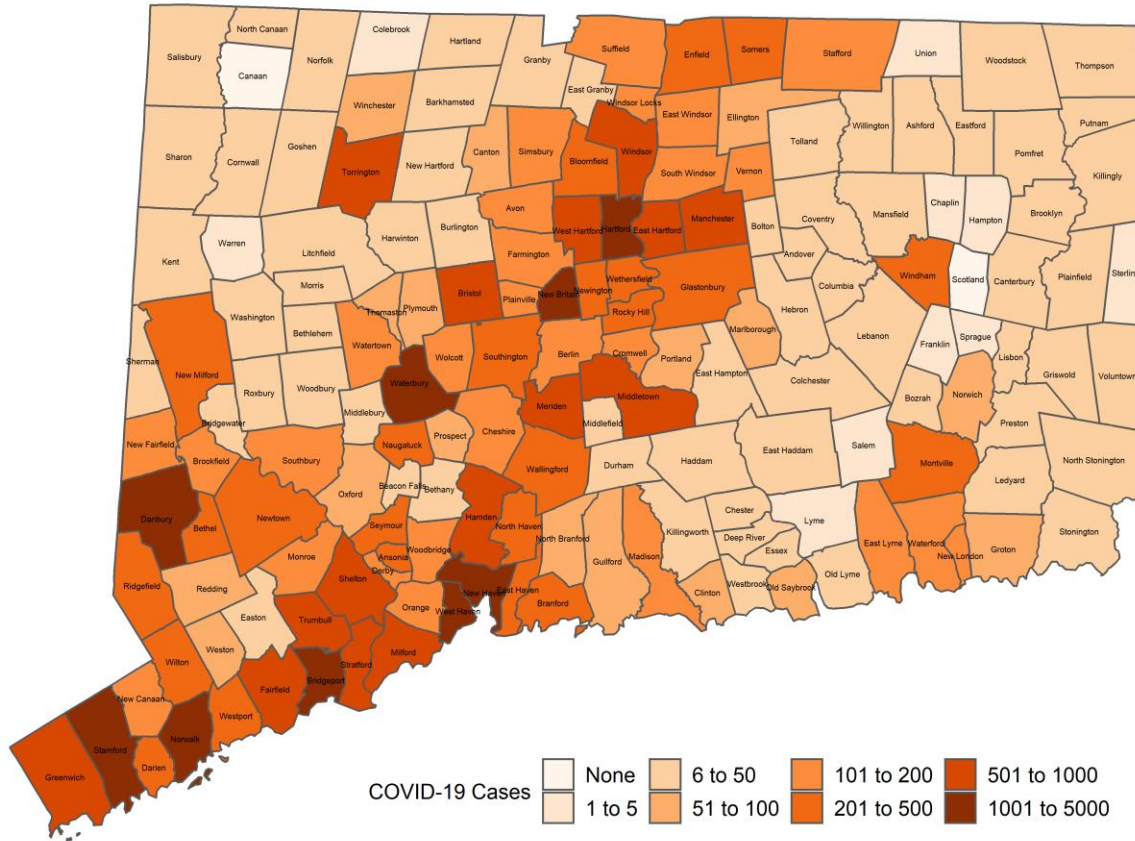 North Canaan
Colebrook
Hartland
Suffield
Enfield
Somers
Stafford
Union
Woodstock
Thompson
Salisbury
Canaan
Norfolk
Granby
East Granby
Winchester
Barkhamsted
Windsor Locks
East Windsor
Ellington
Willington
Ashford
Eastford
Putnam
Pomfret
Killingly
Sharon
Cornwall
Goshen
Torrington
New Hartford
Canton
Simsbury
Bloomfield
Windsor
South Windsor
Vernon
Tolland
Chaplin
Hampton
Brooklyn
Mansfield
Kent
Warren
Litchfield
Harwinton
Burlington
Avon
Farmington
West Hartford
Hartford
East Hartford
Manchester
Bolton
Coventry
Andover
Columbia
Windham
Scotland
Canterbury
Plainfield
Sterlin
Morris
Washington
Bethlehem
Watertown
Thomaston
Plymouth
Bristol
Plainville
New Britain
Newington
Wethersfield
Rocky Hill
Glastonbury
Marlborough
Hebron
Lebanon
Franklin
Sprague
Lisbon
Griswold
Voluntown
Sherman
New Milford
Roxbury
Woodbury
Waterbury
Wolcott
Southington
Berlin
Cromwell
Portland
East Hampton
Colchester
Bozrah
Norwich
Preston
Bridgewater
Middlebury
Meriden
Middletown
Middlefield
New Fairfield
Brookfield
Southbury
Naugatuck
Prospect
Cheshire
Wallingford
Durham
Haddam
East Haddam
Salem
Montville
Ledyard
North Stonington
Danbury
Bethel
Newtown
Oxford
Beacon Falls
Bethany
Hamden
North Haven
North Branford
Guilford
Madison
Killingworth
Chester
Deep River
Essex
Lyme
East Lyme
Waterford
New London
Groton
Stonington
Ridgefield
Redding
Monroe
Seymour
Ansonia
Derby
Woodbridge
Shelton
Orange
New Haven
West Haven
East Haven
Branford
Clinton
Westbrook
Old Saybrook
Old Lyme
Easton
Weston
Wilton
Trumbull
Stratford
Milford
Bridgeport
Fairfield
Westport
New Canaan
Norwalk
Darien
Stamford
Greenwich
COVID-19 Cases
None
6 to 50
101 to 200
501 to 1000
1 to 5
51 to 100
201 to 500
1001 to 5000